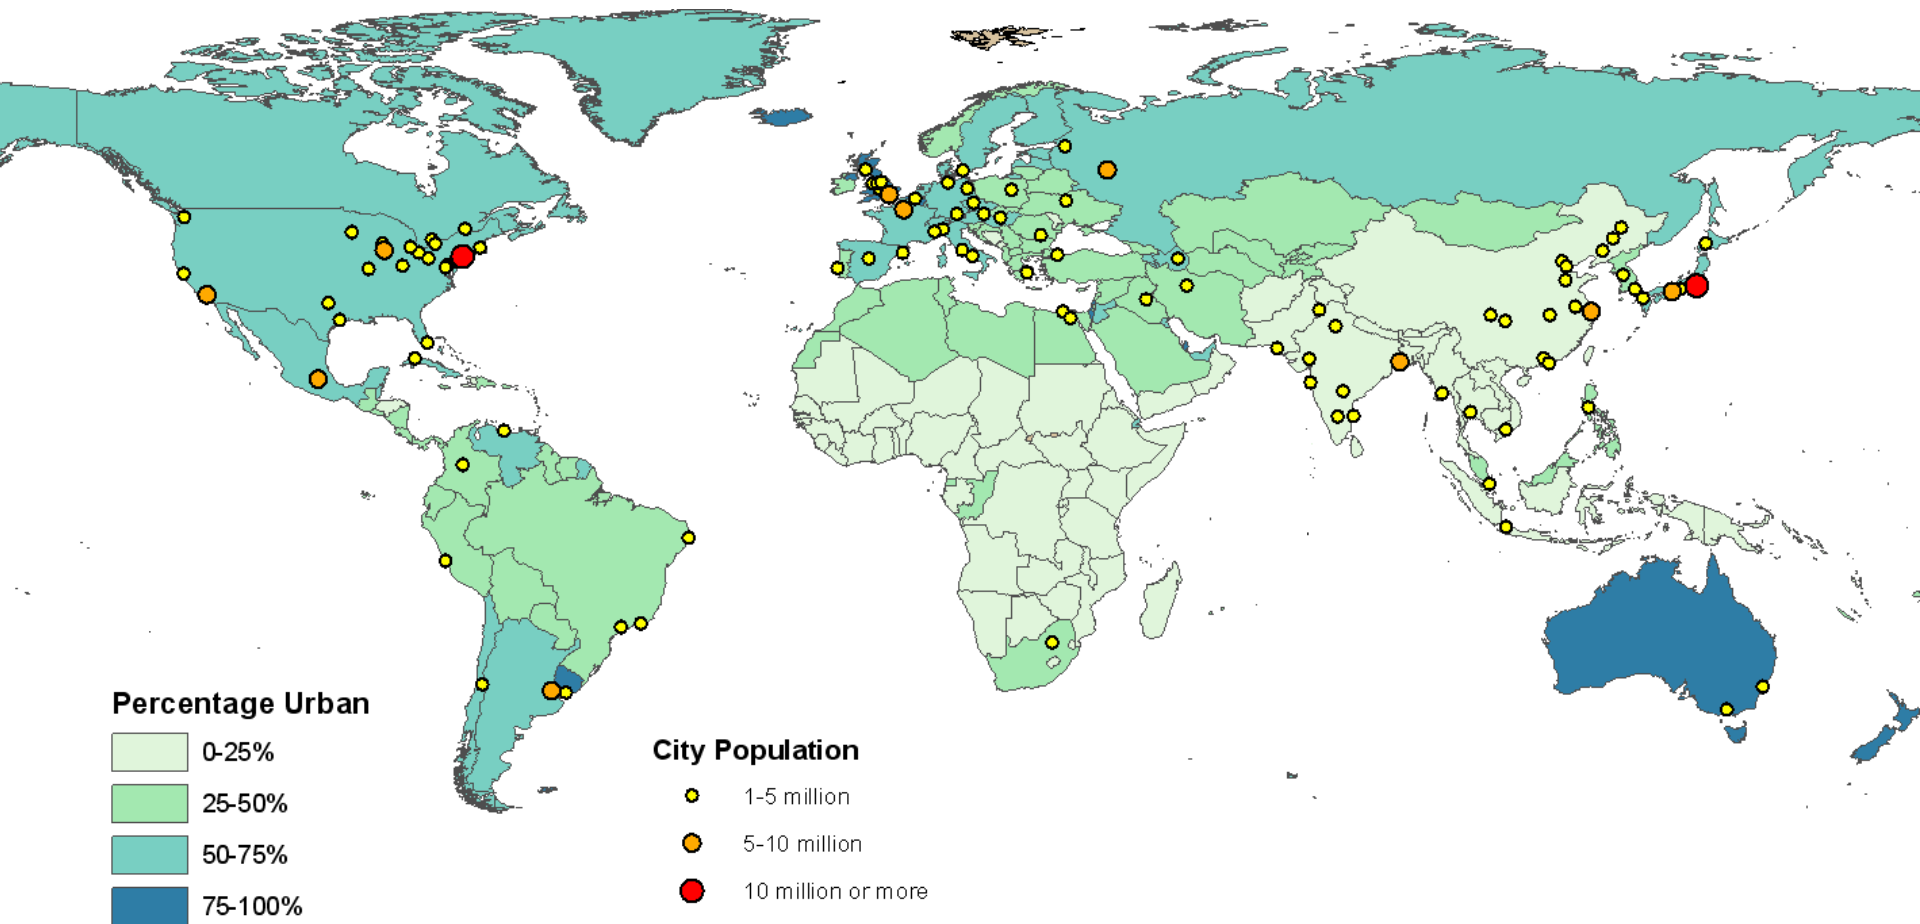 Percentage Urban
0-25%
25-50%
50-75%
75-100%
City Population
1-5 million
5-10 million
10 million or more